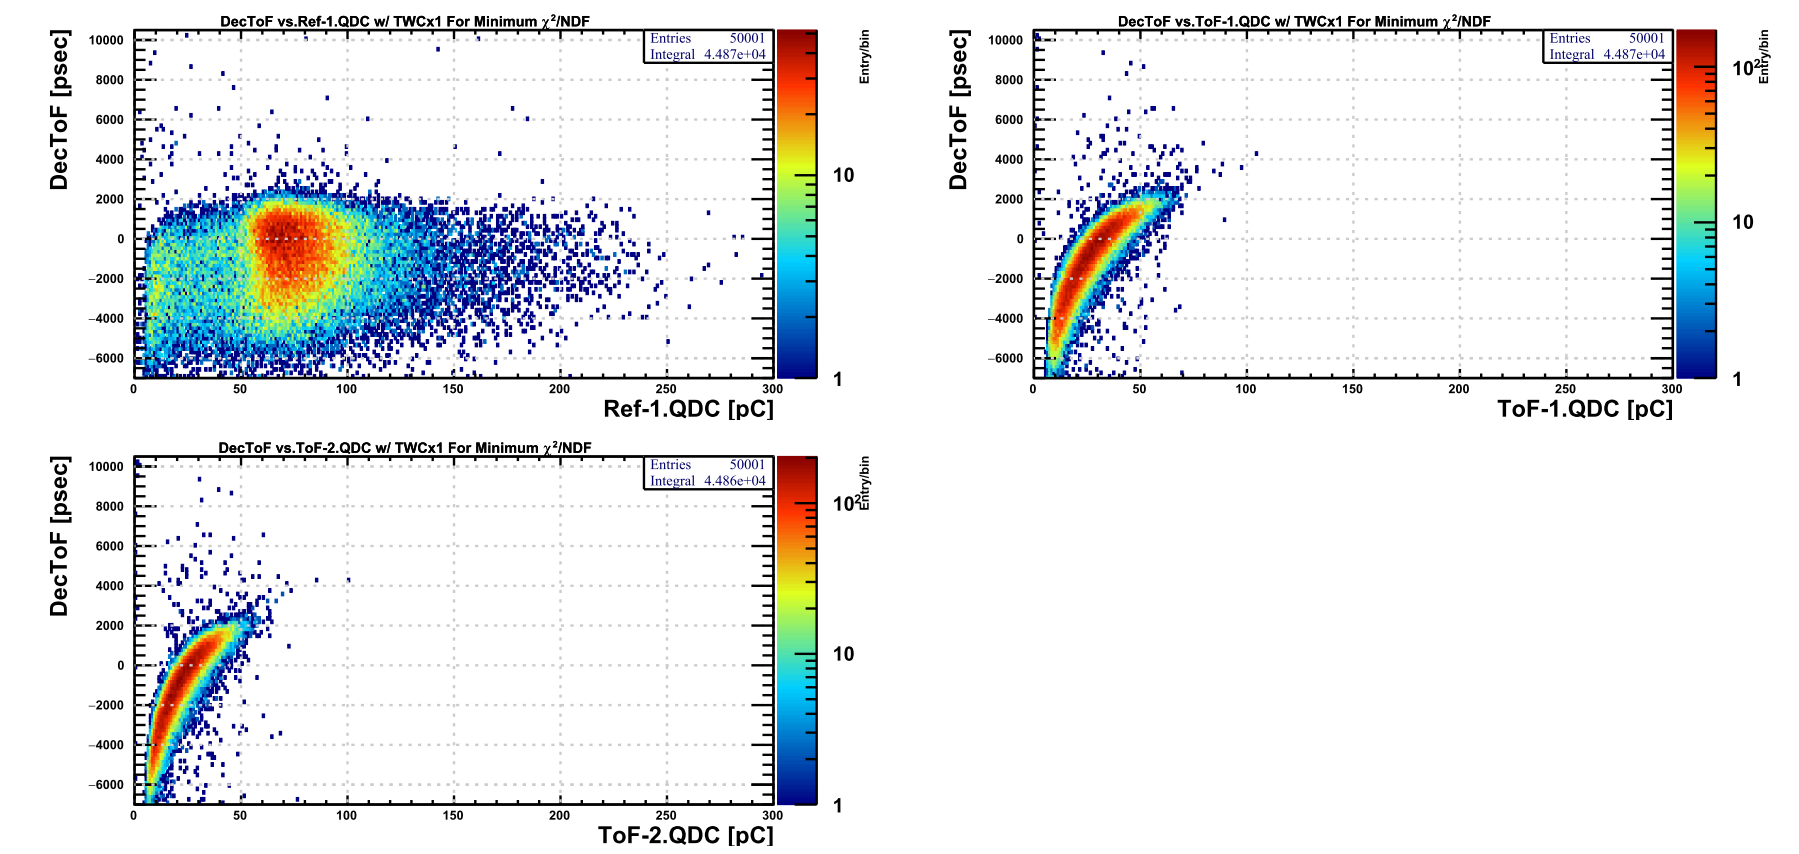 DecToF vs.Ref-1.QDC w/ TWCx1 For Minimum χ²/NDF
Entries 50001
Integral 4.487e+04
DecToF [psec]
10000
8000
6000
4000
2000
0
−2000
−4000
−6000
0 50 100 150 200 250 300
Ref-1.QDC [pC]
Entry/bin
10
1
DecToF vs.ToF-1.QDC w/ TWCx1 For Minimum χ²/NDF
Entries 50001
Integral 4.487e+04
DecToF [psec]
10000
8000
6000
4000
2000
0
−2000
−4000
−6000
0 50 100 150 200 250 300
ToF-1.QDC [pC]
Entry/bin
10²
10
1
DecToF vs.ToF-2.QDC w/ TWCx1 For Minimum χ²/NDF
Entries 50001
Integral 4.486e+04
DecToF [psec]
10000
8000
6000
4000
2000
0
−2000
−4000
−6000
0 50 100 150 200 250 300
ToF-2.QDC [pC]
Entry/bin
10²
10
1